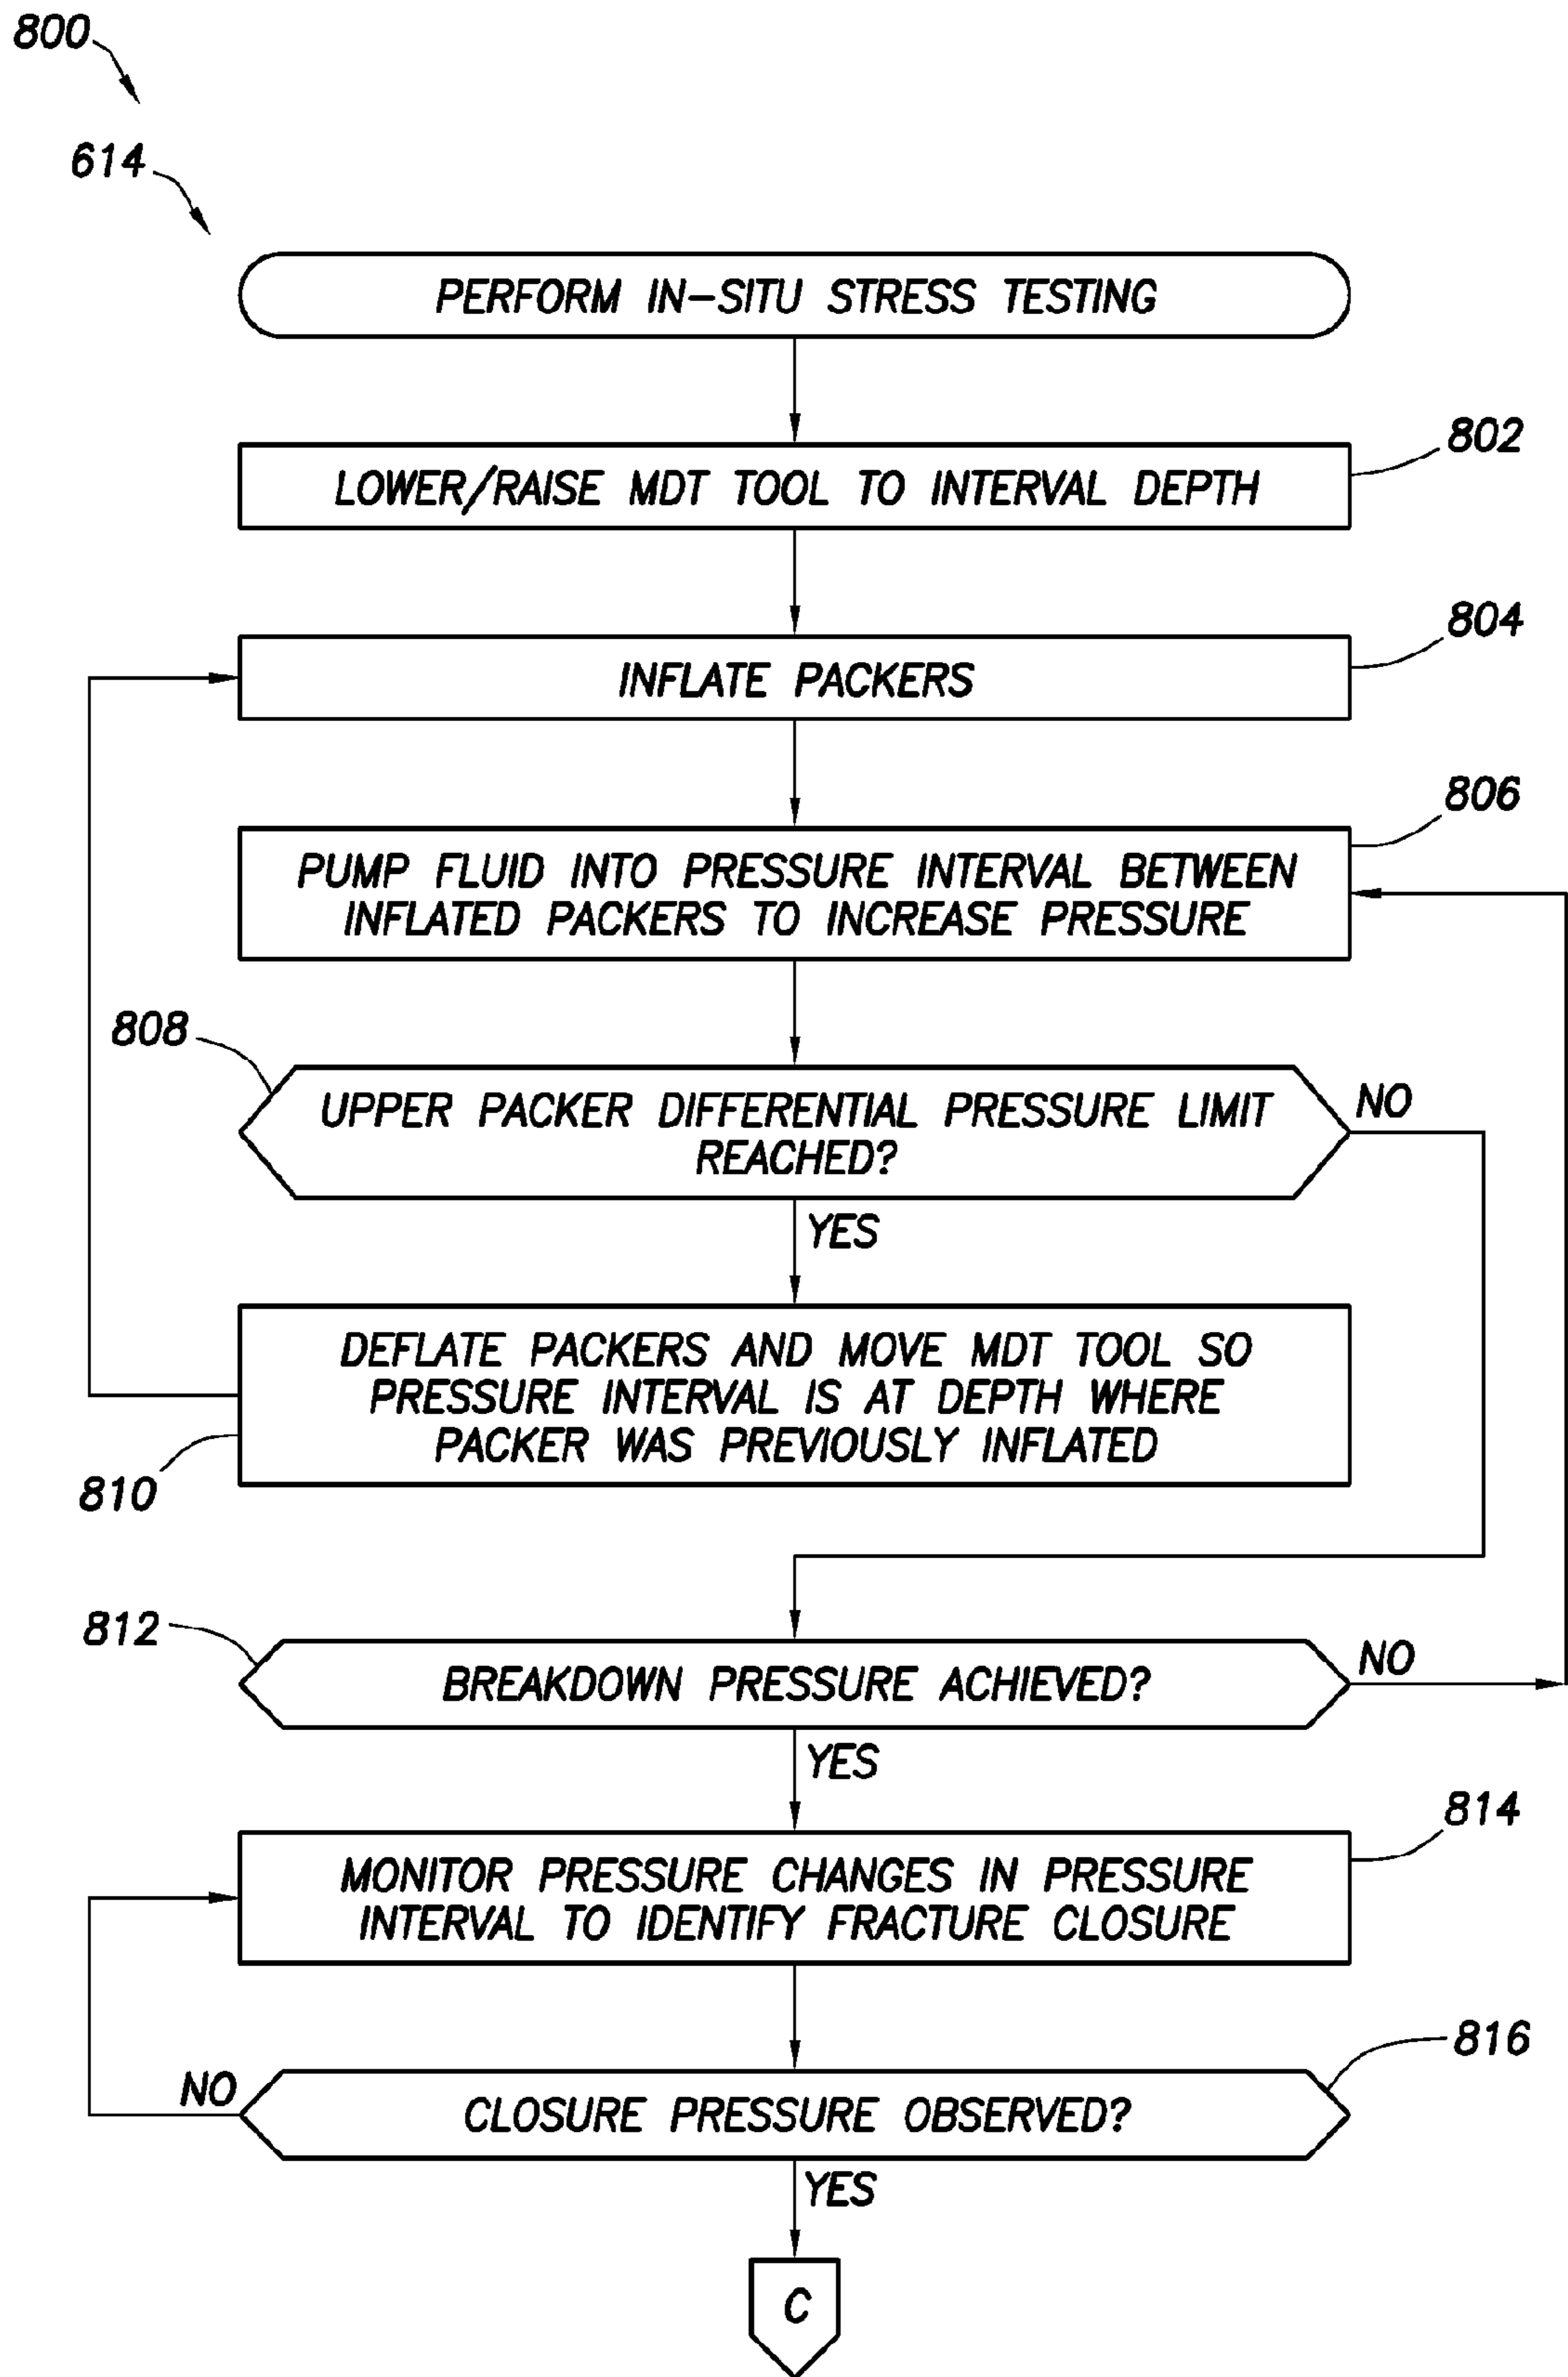 800
614
PERFORM IN-SITU STRESS TESTING
802
LOWER/RAISE MDT TOOL TO INTERVAL DEPTH
804
INFLATE PACKERS
806
PUMP FLUID INTO PRESSURE INTERVAL BETWEEN
INFLATED PACKERS TO INCREASE PRESSURE
808
UPPER PACKER DIFFERENTIAL PRESSURE LIMIT
REACHED?
NO
YES
DEFLATE PACKERS AND MOVE MDT TOOL SO
PRESSURE INTERVAL IS AT DEPTH WHERE
PACKER WAS PREVIOUSLY INFLATED
810
812
BREAKDOWN PRESSURE ACHIEVED?
NO
YES
814
MONITOR PRESSURE CHANGES IN PRESSURE
INTERVAL TO IDENTIFY FRACTURE CLOSURE
816
NO
CLOSURE PRESSURE OBSERVED?
YES
C